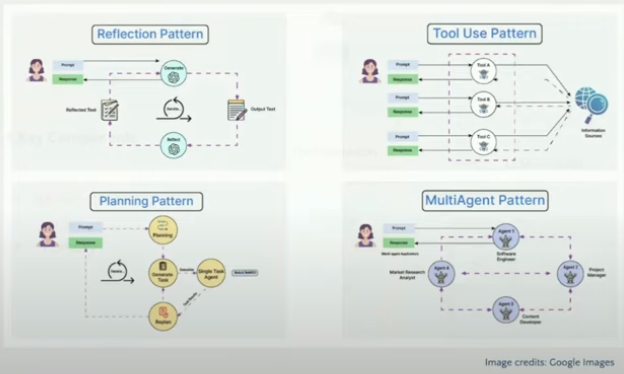 Reflection Pattern
Prompt
Response
Generate
Reflected Text
Iterate...
Output Text
Reflect
Tool Use Pattern
Prompt
Response
Tool A
Prompt
Response
Tool B
Prompt
Response
Tool C
Information
Sources
Planning Pattern
Prompt
Response
Planning
Iterate...
Generate
Task
Single Task
Agent
Replan
MultiAgent Pattern
Prompt
Response
Agent 1
Software
Engineer
Market Research
Analyst
Agent 4
Agent 2
Project
Manager
Agent 3
Content
Developer
Image credits: Google Images